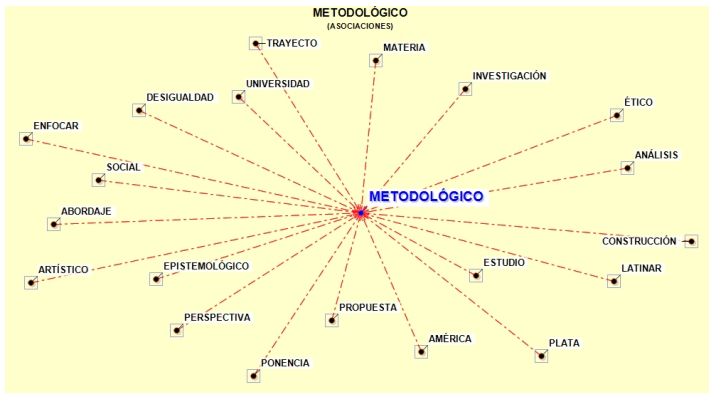 METODOLÓGICO
(ASOCIACIONES)
TRAYECTO
MATERIA
INVESTIGACIÓN
UNIVERSIDAD
DESIGUALDAD
ÉTICO
ENFOCAR
ANÁLISIS
SOCIAL
METODOLÓGICO
ABORDAJE
CONSTRUCCIÓN
ARTÍSTICO
EPISTEMOLÓGICO
ESTUDIO
LATINAR
PROPUESTA
PERSPECTIVA
AMÉRICA
PLATA
PONENCIA